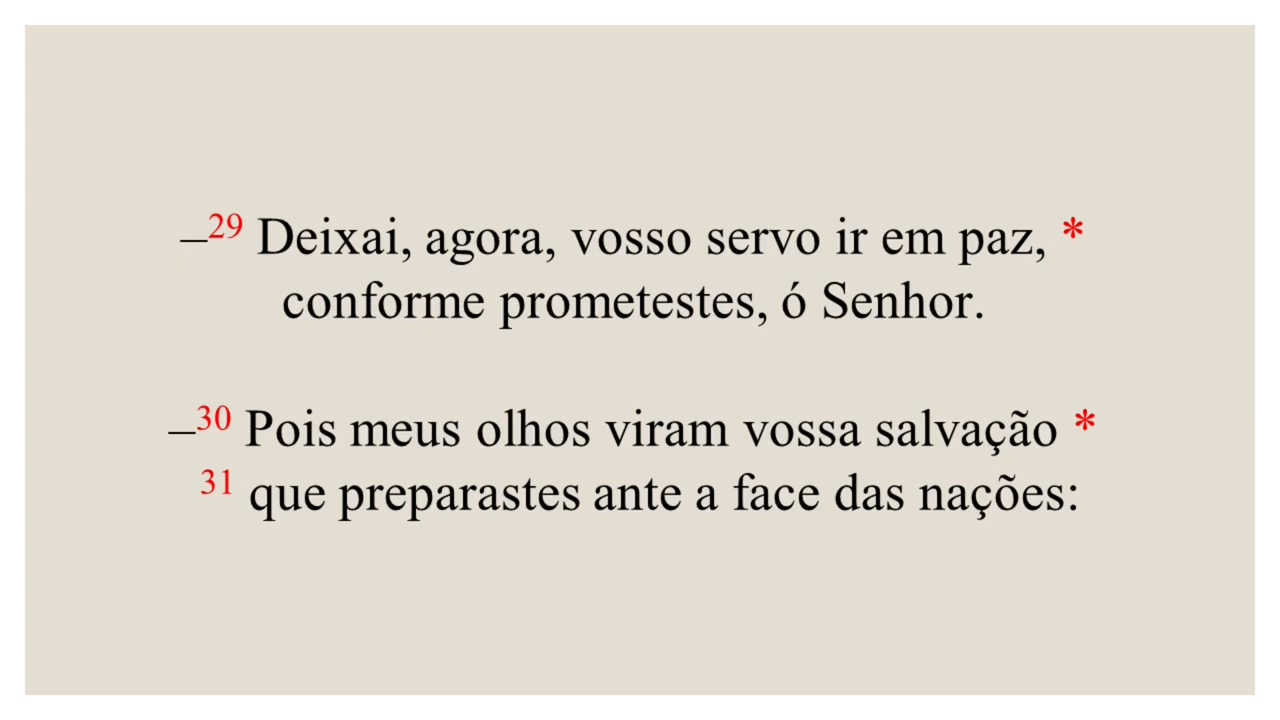 –29 Deixai, agora, vosso servo ir em paz, *
conforme prometestes, ó Senhor.
–30 Pois meus olhos viram vossa salvação *
31 que preparastes ante a face das nações: